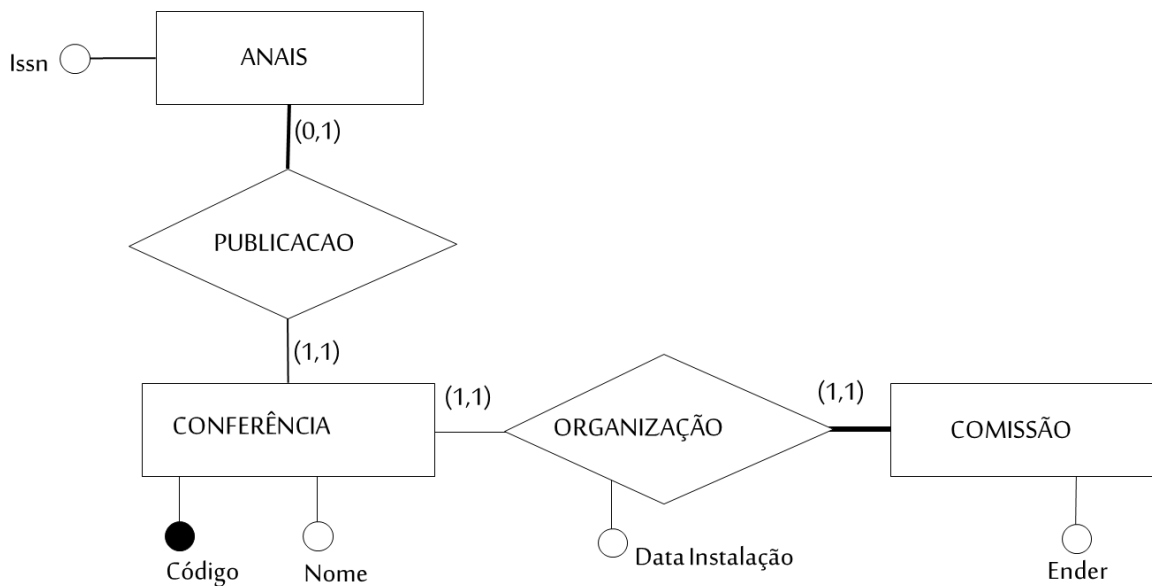 ANAIS
Issn
(0,1)
PUBLICACAO
(1,1)
CONFERÊNCIA
(1,1)
ORGANIZAÇÃO
(1,1)
COMISSÃO
Código
Nome
Data Instalação
Ender